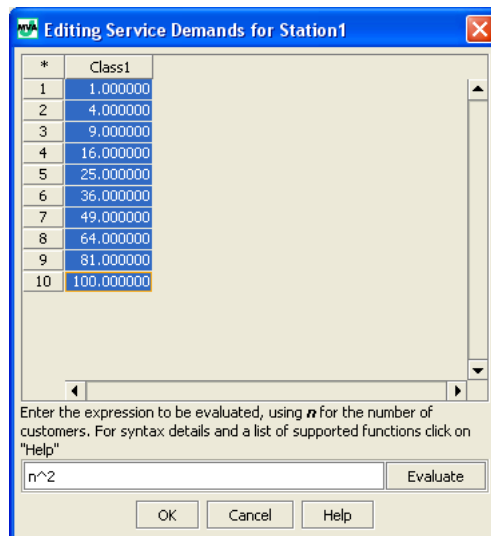 MVA Editing Service Demands for Station1
* Class1
1 1.000000
2 4.000000
3 9.000000
4 16.000000
5 25.000000
6 36.000000
7 49.000000
8 64.000000
9 81.000000
10 100.000000
Enter the expression to be evaluated, using n for the number of
customers. For syntax details and a list of supported functions click on
"Help"
n^2 Evaluate
OK Cancel Help